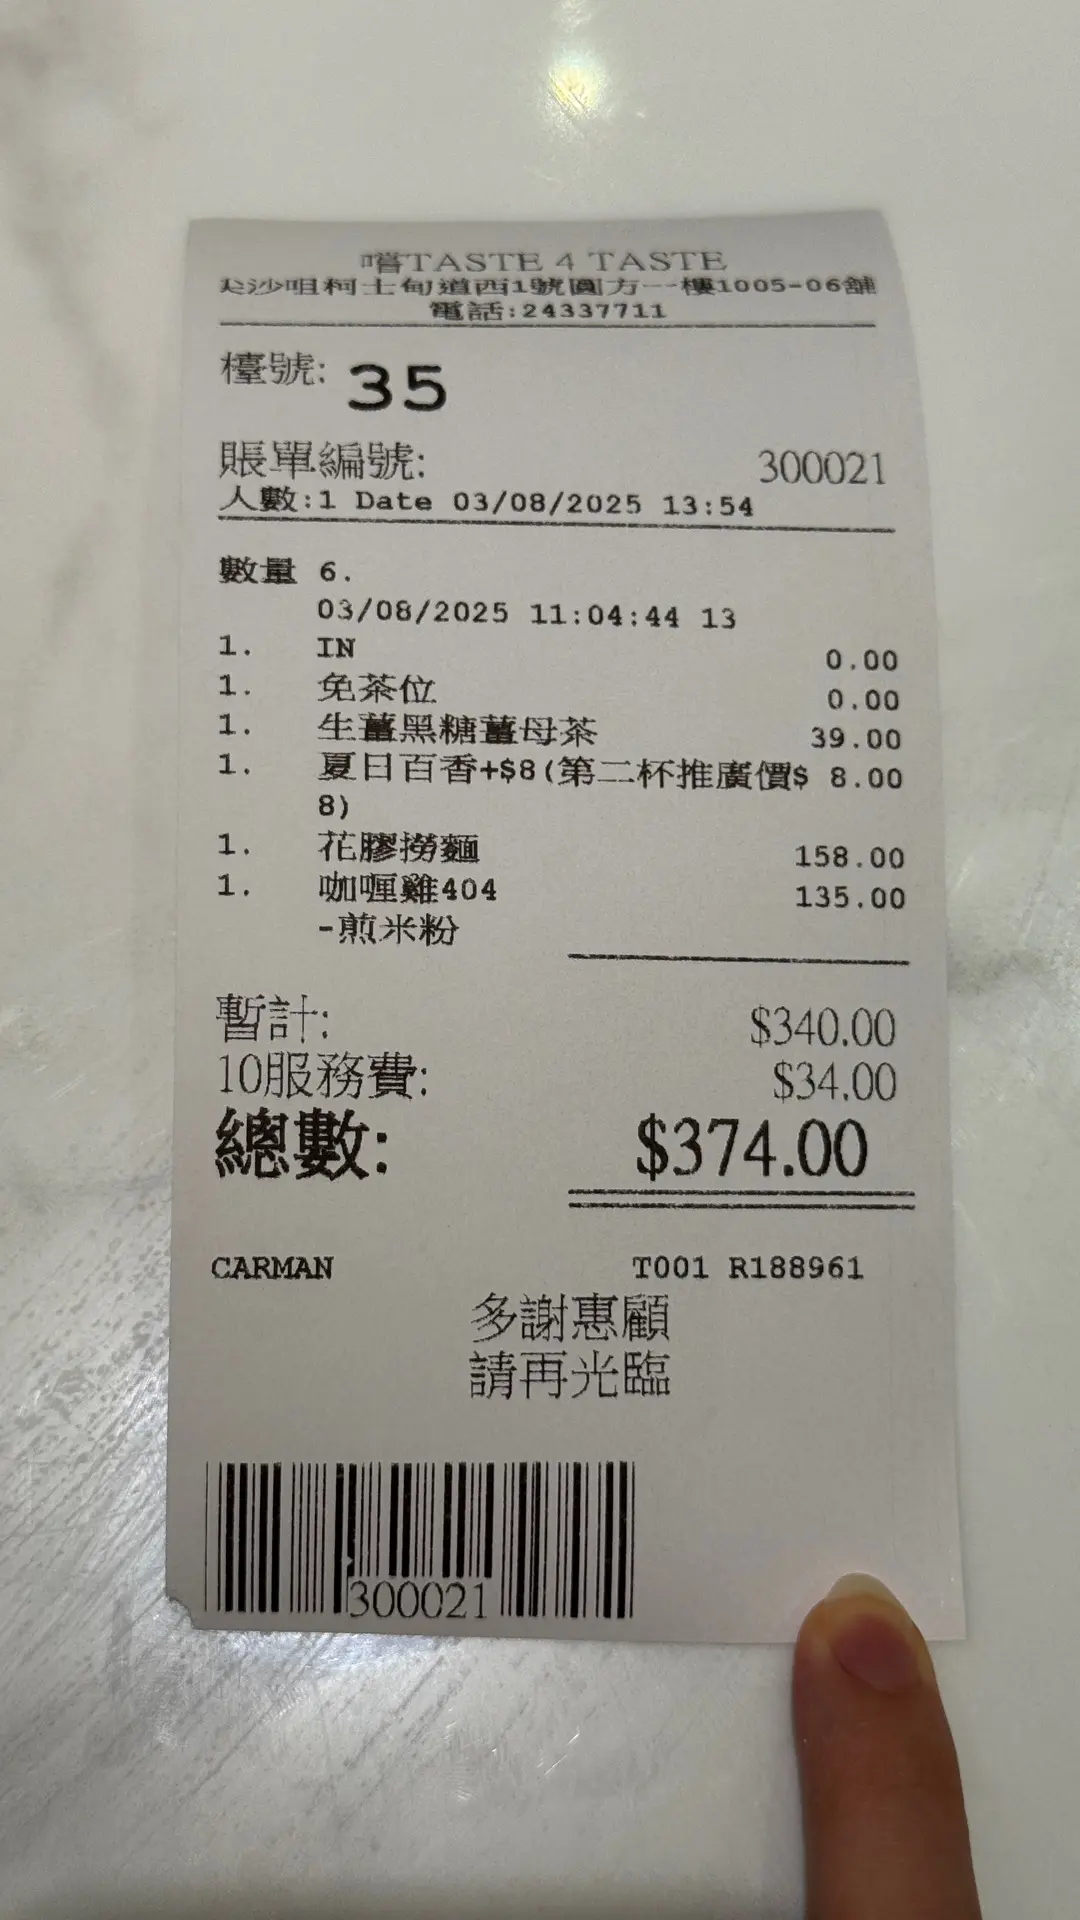 嚐TASTE 4 TASTE
尖沙咀柯士甸道西1號圓方一樓1005-06舖
電話:24337711
檯號: 35
賬單編號: 300021
人數:1 Date 03/08/2025 13:54
數量 6.
03/08/2025 11:04:44 13
1. IN 0.00
1. 免茶位 0.00
1. 生薑黑糖薑母茶 39.00
1. 夏日百香+$8(第二杯推廣價$ 8.00
8)
1. 花膠撈麵 158.00
1. 咖喱雞404 135.00
-煎米粉
暫計: $340.00
10服務費: $34.00
總數: $374.00
CARMAN T001 R188961
多謝惠顧
請再光臨
300021